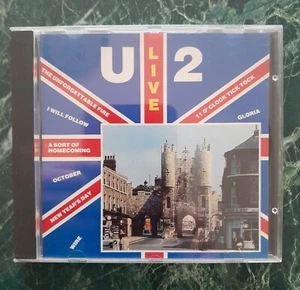 U LIVE 2
THE UNFORGETTABLE FIRE
I WILL FOLLOW
A SORT OF
HOMECOMING
OCTOBER
NEW YEAR'S DAY
WIRE
11 O'CLOCK TICK TOCK
GLORIA